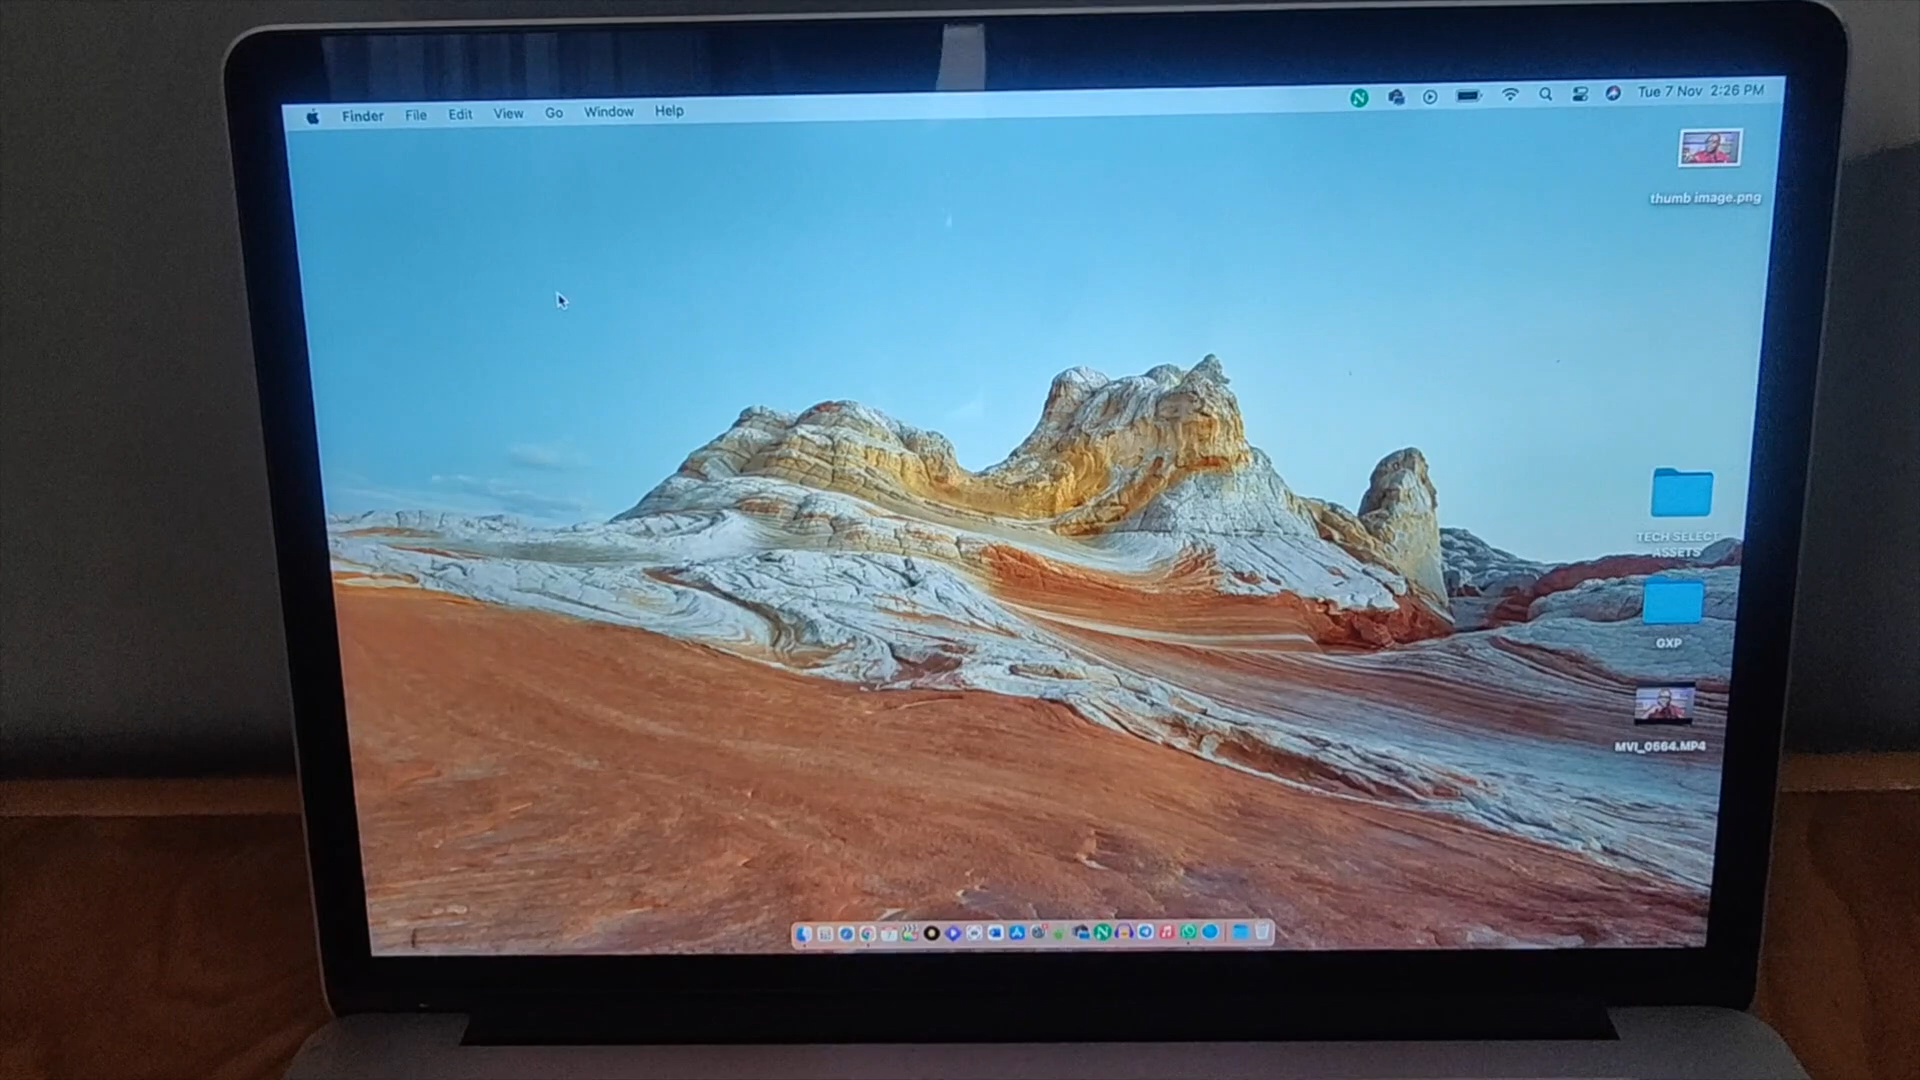 Finder File Edit View Go Window Help
Tue 7 Nov 2:26 PM
thumb image.png
TECH SELECT
ASSETS
GXP
MVI_0564.MP4